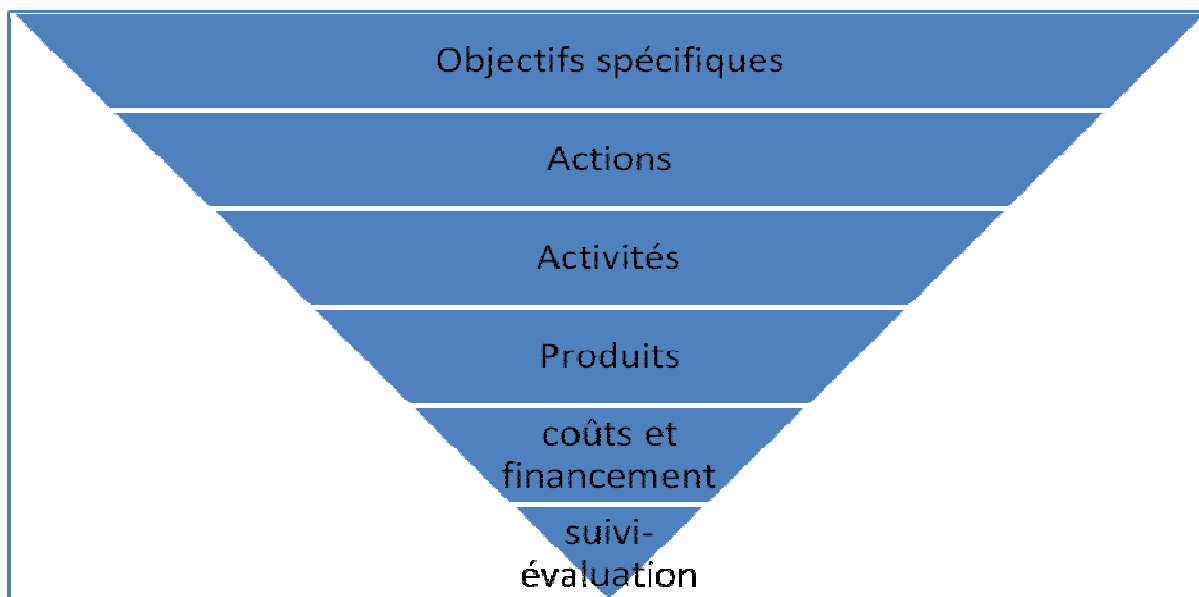 Objectifs spécifiques
Actions
Activités
Produits
coûts et
financement
suivi-
évaluation